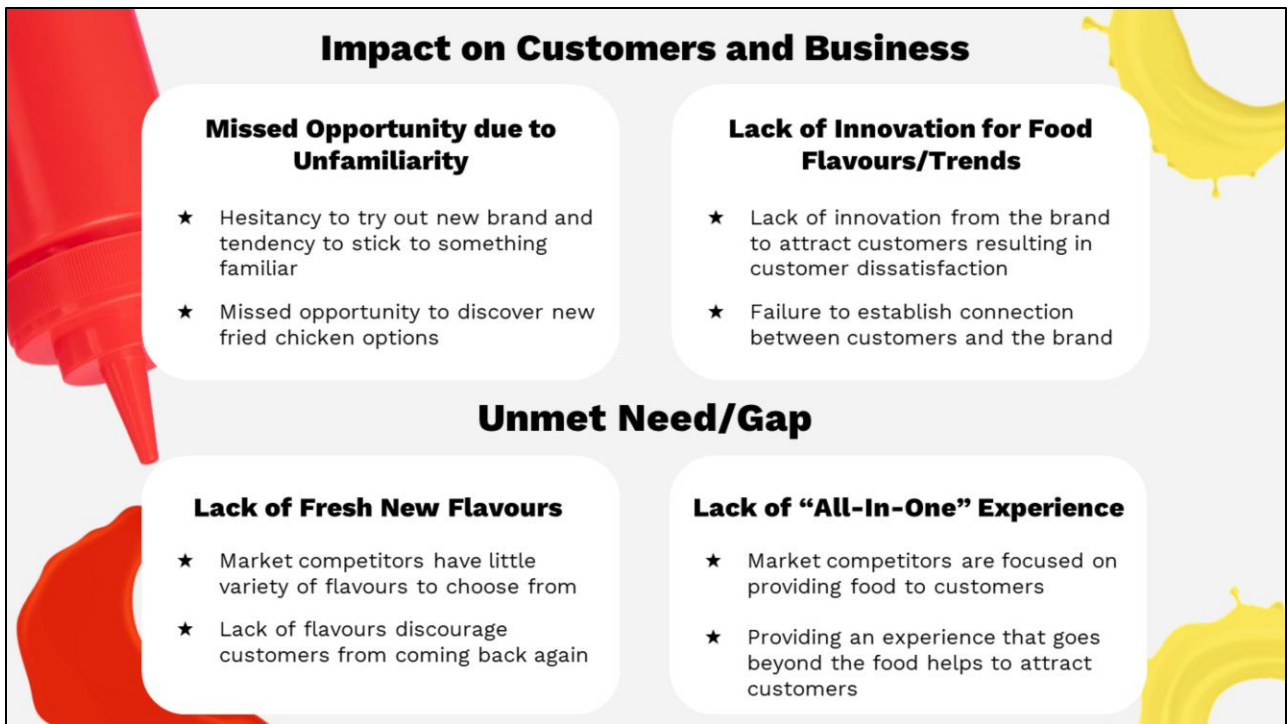 Impact on Customers and Business
Missed Opportunity due to
Unfamiliarity
★ Hesitancy to try out new brand and
tendency to stick to something
familiar
★ Missed opportunity to discover new
fried chicken options
Lack of Innovation for Food
Flavours/Trends
★ Lack of innovation from the brand
to attract customers resulting in
customer dissatisfaction
★ Failure to establish connection
between customers and the brand
Unmet Need/Gap
Lack of Fresh New Flavours
★ Market competitors have little
variety of flavours to choose from
★ Lack of flavours discourage
customers from coming back again
Lack of “All-In-One” Experience
★ Market competitors are focused on
providing food to customers
★ Providing an experience that goes
beyond the food helps to attract
customers